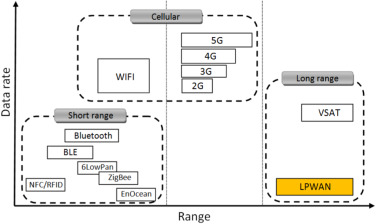 Cellular
5G
4G
WIFI
3G
2G
Long range
VSAT
LPWAN
Short range
Bluetooth
BLE
6LowPan
ZigBee
NFC/RFID
EnOcean
Data rate
Range